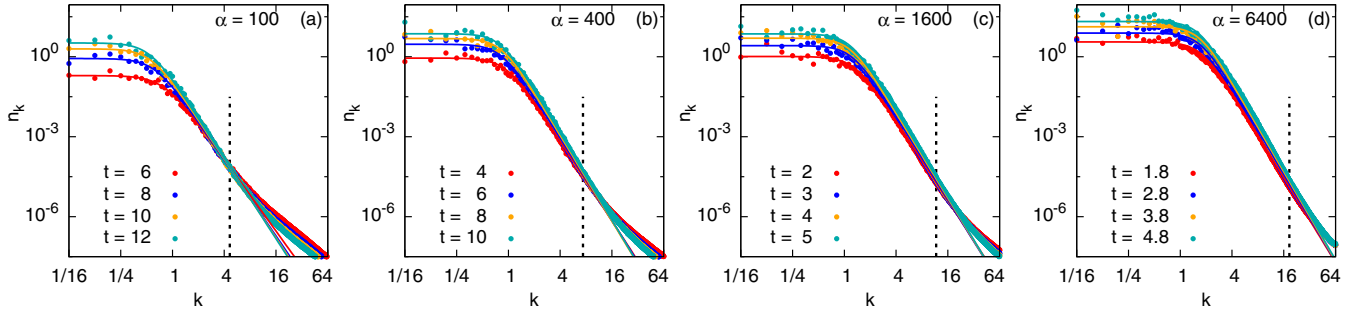 α = 100 (a)
10^0
10^-3
10^-6
n_k
t = 6
t = 8
t = 10
t = 12
1/16 1/4 1 4 16 64
k
α = 400 (b)
10^0
10^-3
10^-6
n_k
t = 4
t = 6
t = 8
t = 10
1/16 1/4 1 4 16 64
k
α = 1600 (c)
10^0
10^-3
10^-6
n_k
t = 2
t = 3
t = 4
t = 5
1/16 1/4 1 4 16 64
k
α = 6400 (d)
10^0
10^-3
10^-6
n_k
t = 1.8
t = 2.8
t = 3.8
t = 4.8
1/16 1/4 1 4 16 64
k